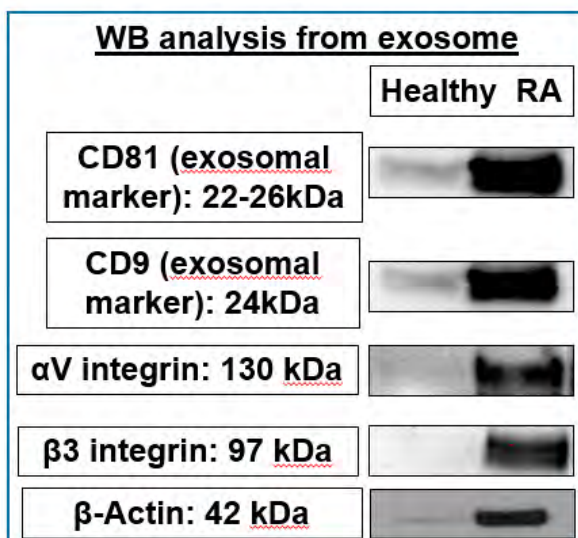 WB analysis from exosome
Healthy RA
CD81 (exosomal
marker): 22-26kDa
CD9 (exosomal
marker): 24kDa
αV integrin: 130 kDa
β3 integrin: 97 kDa
β-Actin: 42 kDa